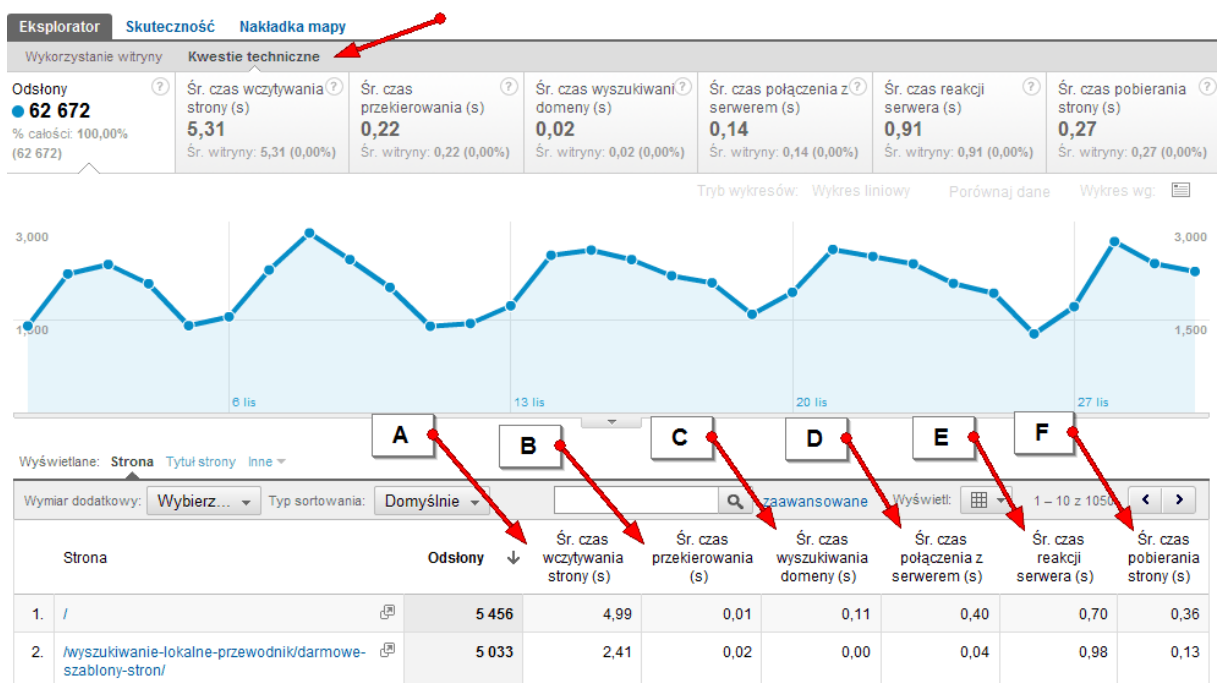 Eksplorator Skuteczność Nakładka mapy
Wykorzystanie witryny Kwestie techniczne
Odsłony ?
62 672
% całości: 100,00%
(62 672)
Śr. czas wczytywania ?
strony (s)
5,31
Śr. witryny: 5,31 (0,00%)
Śr. czas ?
przekierowania (s)
0,22
Śr. witryny: 0,22 (0,00%)
Śr. czas wyszukiwani ?
domeny (s)
0,02
Śr. witryny: 0,02 (0,00%)
Śr. czas połączenia z ?
serwerem (s)
0,14
Śr. witryny: 0,14 (0,00%)
Śr. czas reakcji ?
serwera (s)
0,91
Śr. witryny: 0,91 (0,00%)
Śr. czas pobierania ?
strony (s)
0,27
Śr. witryny: 0,27 (0,00%)
Tryb wykresów: Wykres liniowy Porównaj dane Wykres wg:
3,000 3,000
1,500 1,500
6 lis 13 lis 20 lis 27 lis
A B C D E F
Wyświetlane: Strona Tytuł strony Inne
Wymiar dodatkowy: Wybierz... Typ sortowania: Domyślnie zaawansowane Wyświetl: 1 – 10 z 1050
Strona
Odsłony
Śr. czas
wczytywania
strony (s)
Śr. czas
przekierowania
(s)
Śr. czas
wyszukiwania
domeny (s)
Śr. czas
połączenia z
serwerem (s)
Śr. czas
reakcji
serwera (s)
Śr. czas
pobierania
strony (s)
1. / 5 456 4,99 0,01 0,11 0,40 0,70 0,36
2. /wyszukiwanie-lokalne-przewodnik/darmowe- 5 033 2,41 0,02 0,00 0,04 0,98 0,13
szablony-stron/